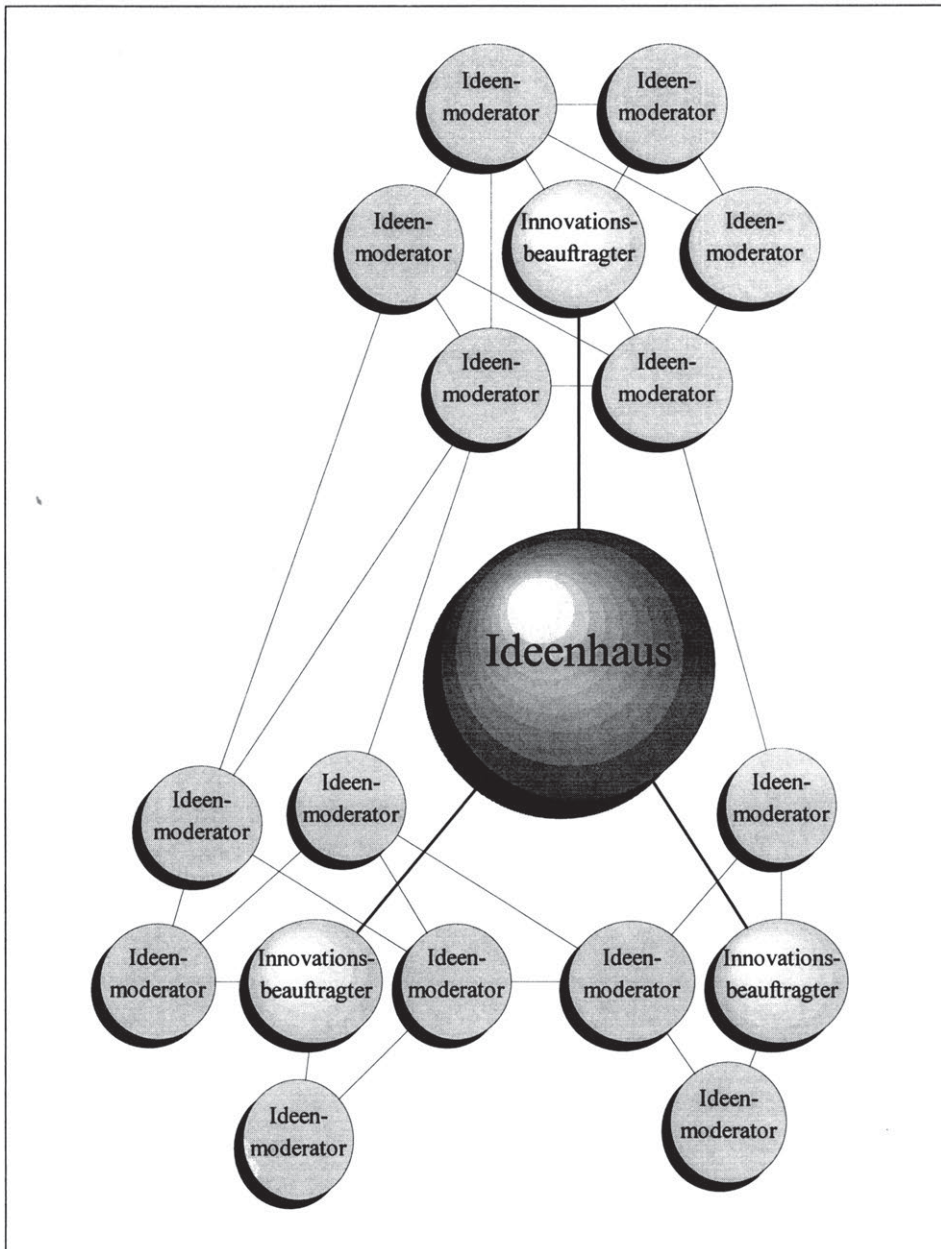 Ideen-
moderator
Ideen-
moderator
Ideen-
moderator
Innovations-
beauftragter
Ideen-
moderator
Ideen-
moderator
Ideen-
moderator
Ideenhaus
Ideen-
moderator
Ideen-
moderator
Ideen-
moderator
Ideen-
moderator
Innovations-
beauftragter
Ideen-
moderator
Ideen-
moderator
Innovations-
beauftragter
Ideen-
moderator
Ideen-
moderator